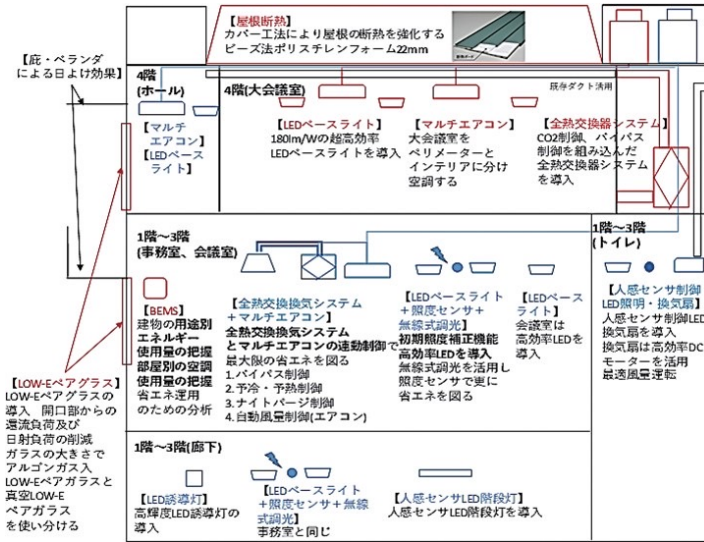 【屋根断熱】
カバー工法により屋根の断熱を強化する
ビーズ法ポリスチレンフォーム22mm
【庇・ベランダ
による日よけ効果】
4階
(ホール)
【マルチ
エアコン】
【LEDベース
ライト】
4階(大会議室)
既存ダクト活用
【LEDベースライト】
180lm/Wの超高効率
LEDベースライトを導入
【マルチエアコン】
大会議室を
ペリメーターと
インテリアに分け
空調する
【全熱交換器システム】
CO2制御、バイパス
制御を組み込んだ
全熱交換器システム
を導入
1階～3階
(事務室、会議室)
【BEMS】
建物の用途別
エネルギー
使用量の把握
部屋別の空調
使用量の把握
省エネ運用
のための分析
【全熱交換換気システム
+マルチエアコン】
全熱交換換気システム
とマルチエアコンの連動制御で
最大限の省エネを図る
1.バイパス制御
2.予冷・予熱制御
3.ナイトパージ制御
4.自動風量制御(エアコン)
【LEDベースライト
+照度センサ+
無線式調光】
初期照度補正機能
高効率LEDを導入
無線式調光を活用し
照度センサで更に
省エネを図る
【LEDベース
ライト】
会議室は
高効率LEDを
導入
1階～3階
(トイレ)
【人感センサ制御
LED照明・換気扇】
人感センサ制御LED
換気扇を導入
換気扇は高効率DC
モーターを活用
最適風量運転
【LOW-Eペアグラス】
LOW-Eペアグラスの
導入 開口部からの
還流負荷及び
日射負荷の削減
ガラスの大きさで
アルゴンガス入
LOW-Eペアグラスと
真空LOW-E
ペアガラス
を使い分ける
1階～3階(廊下)
【LED誘導灯】
高輝度LED誘導灯の
導入
【LEDベースライト
+照度センサ+無線
式調光】
事務室と同じ
【人感センサLED階段灯】
人感センサLED階段灯を導入